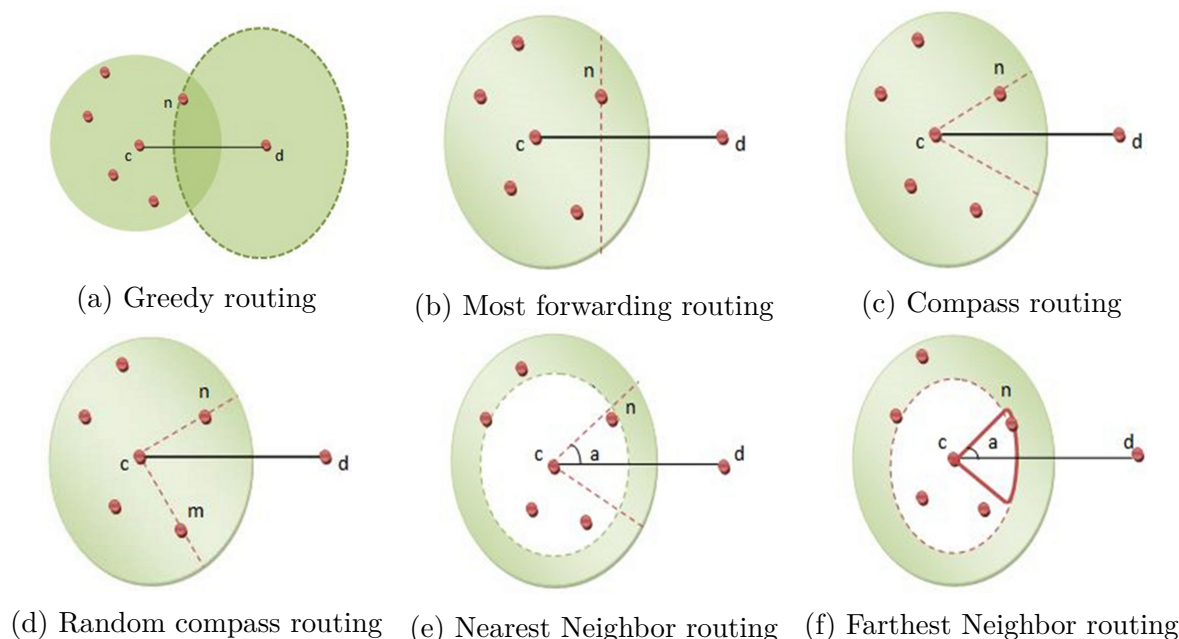 n
c
d
(a) Greedy routing
n
c
d
(b) Most forwarding routing
n
c
d
(c) Compass routing
n
c
d
m
(d) Random compass routing
n
c
a
d
(e) Nearest Neighbor routing
n
c
a
d
(f) Farthest Neighbor routing